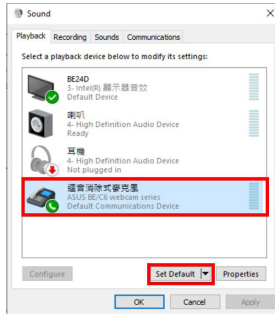 Sound
Playback Recording Sounds Communications
Select a playback device below to modify its settings:
BE24D
3- Intel(R) 顯示器音效
Default Device
喇叭
4- High Definition Audio Device
Ready
耳機
4- High Definition Audio Device
Not plugged in
迴音消除式麥克風
ASUS BE/C6 webcam series
Default Communications Device
Configure Set Default Properties
OK Cancel Apply